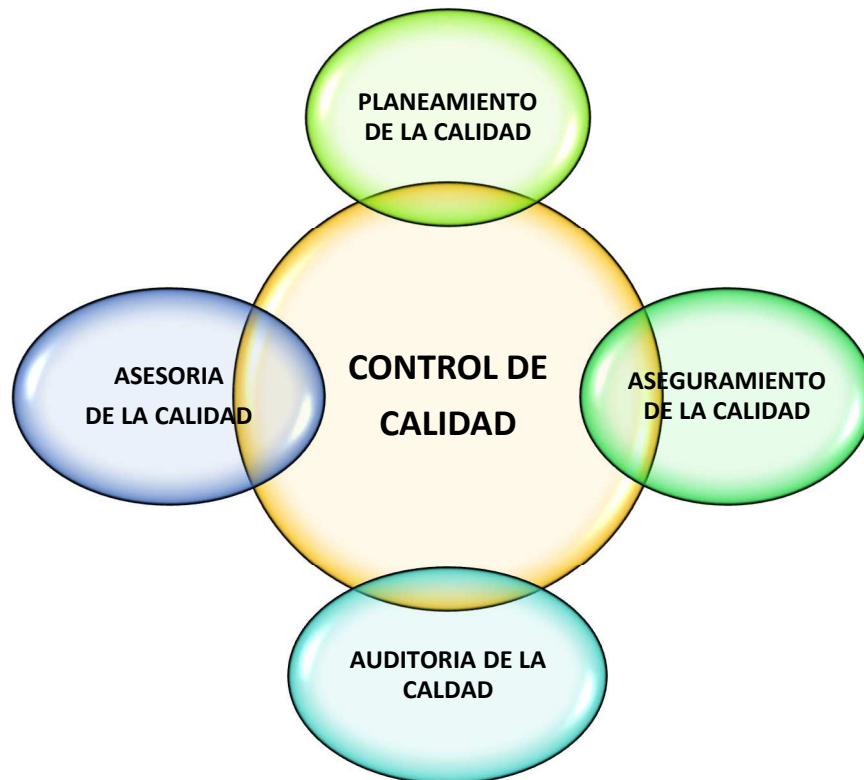 PLANEAMIENTO
DE LA CALIDAD
CONTROL DE
CALIDAD
ASESORIA
DE LA CALIDAD
ASEGURAMIENTO
DE LA CALIDAD
AUDITORIA DE LA
CALDAD